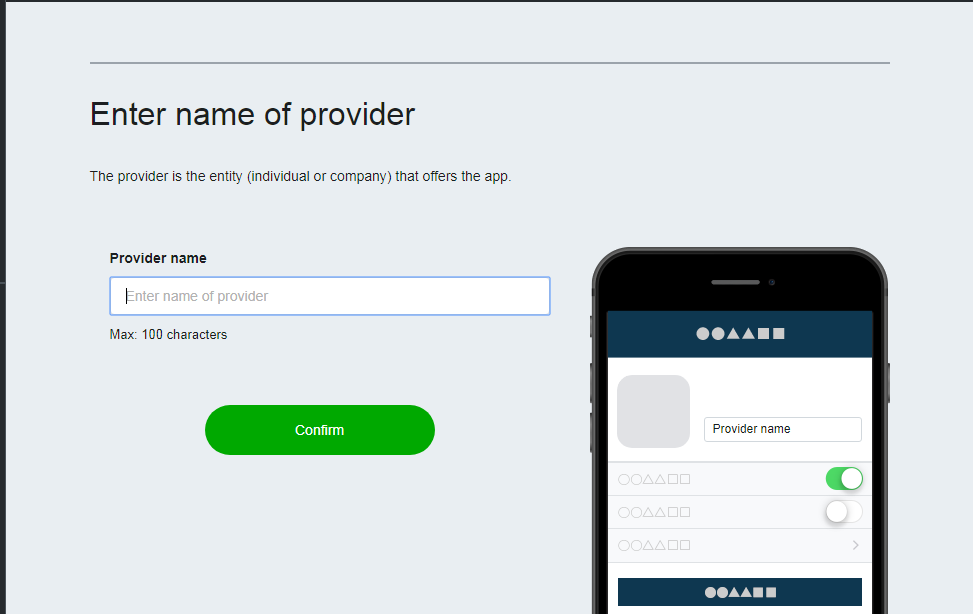 Enter name of provider
The provider is the entity (individual or company) that offers the app.
Provider name
Enter name of provider
Max: 100 characters
Confirm
Provider name